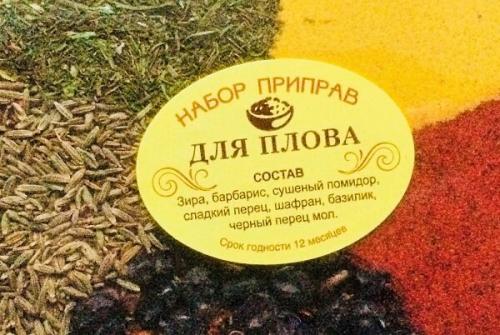 НАБОР ПРИПРАВ
ДЛЯ ПЛОВА
СОСТАВ
Зира, барбарис, сушеный помидор,
сладкий перец, шафран, базилик,
черный перец мол.
Срок годности 12 месяцев